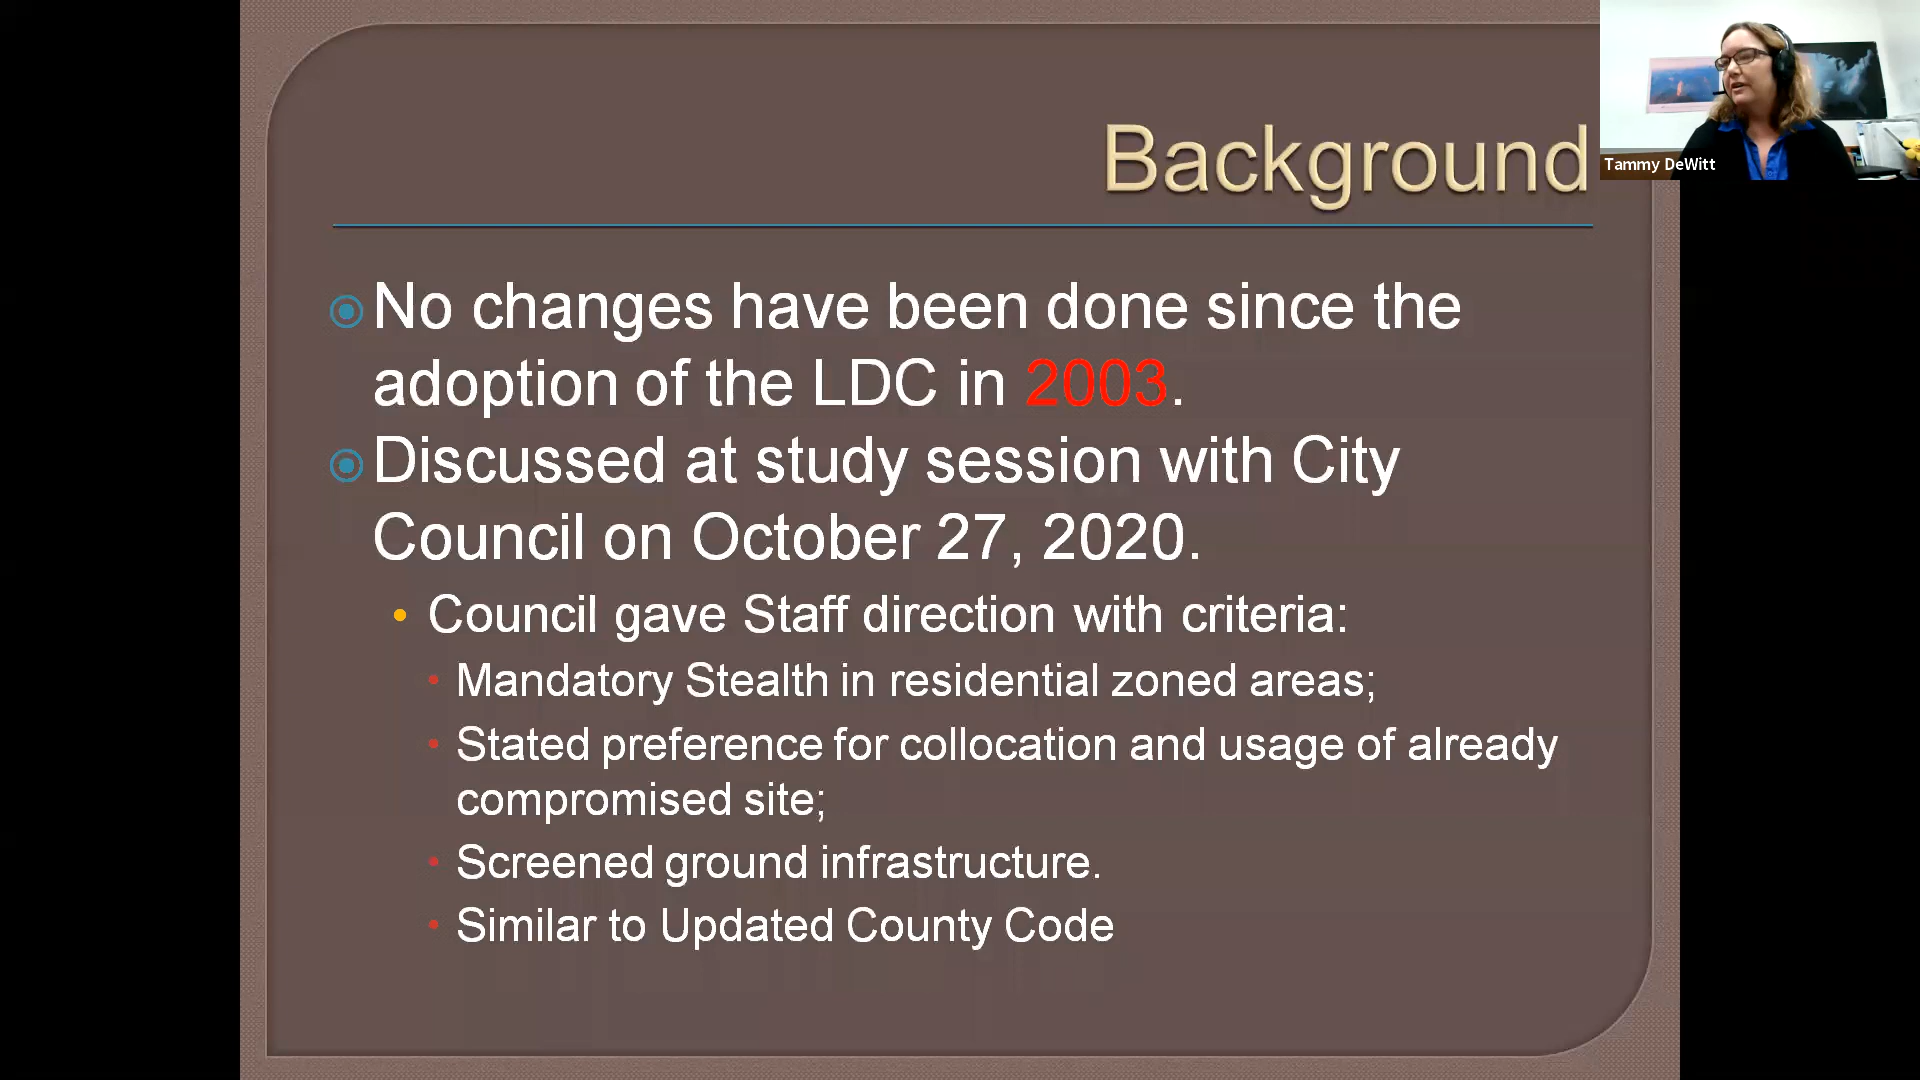 Background
Tammy DeWitt
No changes have been done since the
adoption of the LDC in 2003.
Discussed at study session with City
Council on October 27, 2020.
Council gave Staff direction with criteria:
Mandatory Stealth in residential zoned areas;
Stated preference for collocation and usage of already
compromised site;
Screened ground infrastructure.
Similar to Updated County Code